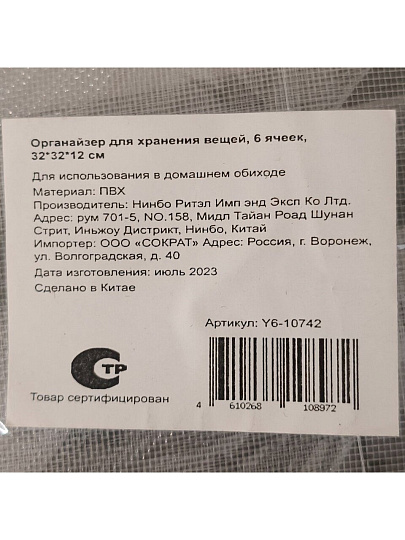 Органайзер для хранения вещей, 6 ячеек,
32*32*12 см
Для использования в домашнем обиходе
Материал: ПВХ
Производитель: Нинбо Ритэл Имп энд Эксп Ко Лтд.
Адрес: рум 701-5, NO.158, Мидл Тайан Роад Шунан
Стрит, Иньжоу Дистрикт, Нинбо, Китай
Импортер: ООО «СОКРАТ» Адрес: Россия, г. Воронеж,
ул. Волгоградская, д. 40
Дата изготовления: июль 2023
Сделано в Китае
Артикул: Y6-10742
СТР
Товар сертифицирован
4 610268 108972